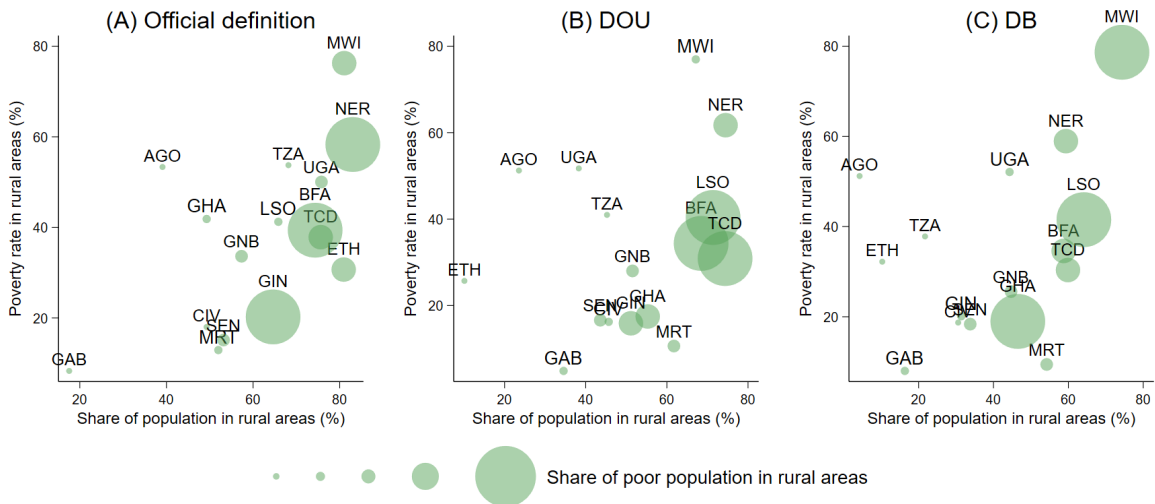 (A) Official definition
80
60
40
20
Poverty rate in rural areas (%)
MWI
NER
AGO
TZA
UGA
BFA
GHA
LSO
TCD
GNB
ETH
GIN
CIV
SEN
MRT
GAB
20
40
60
80
Share of population in rural areas (%)
(B) DOU
80
60
40
20
Poverty rate in rural areas (%)
MWI
NER
AGO
UGA
LSO
TZA
BFA
TCD
GNB
ETH
SEN
GIN
GHA
CIV
MRT
GAB
20
40
60
80
Share of population in rural areas (%)
(C) DB
80
60
40
20
Poverty rate in rural areas (%)
MWI
NER
UGA
AGO
LSO
TZA
BFA
ETH
TCD
GNB
GHA
GIN
CIV
SEN
MRT
GAB
20
40
60
80
Share of population in rural areas (%)
Share of poor population in rural areas